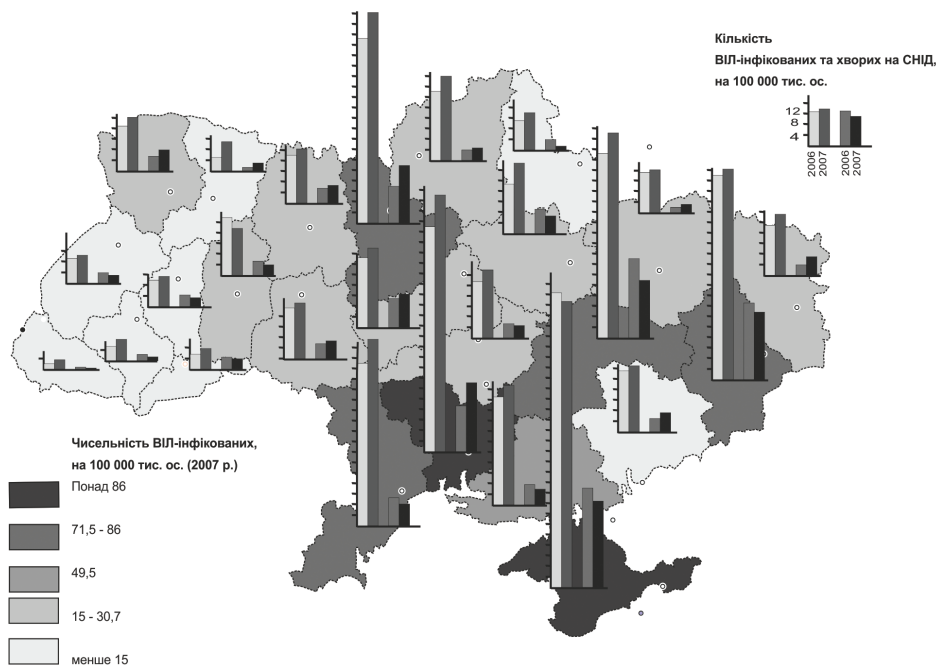 Кількість
ВІЛ-інфікованих та хворих на СНІД,
на 100 000 тис. ос.
12
8
4
2006
2007
2006
2007
Чисельність ВІЛ-інфікованих,
на 100 000 тис. ос. (2007 р.)
Понад 86
71,5 - 86
49,5
15 - 30,7
менше 15